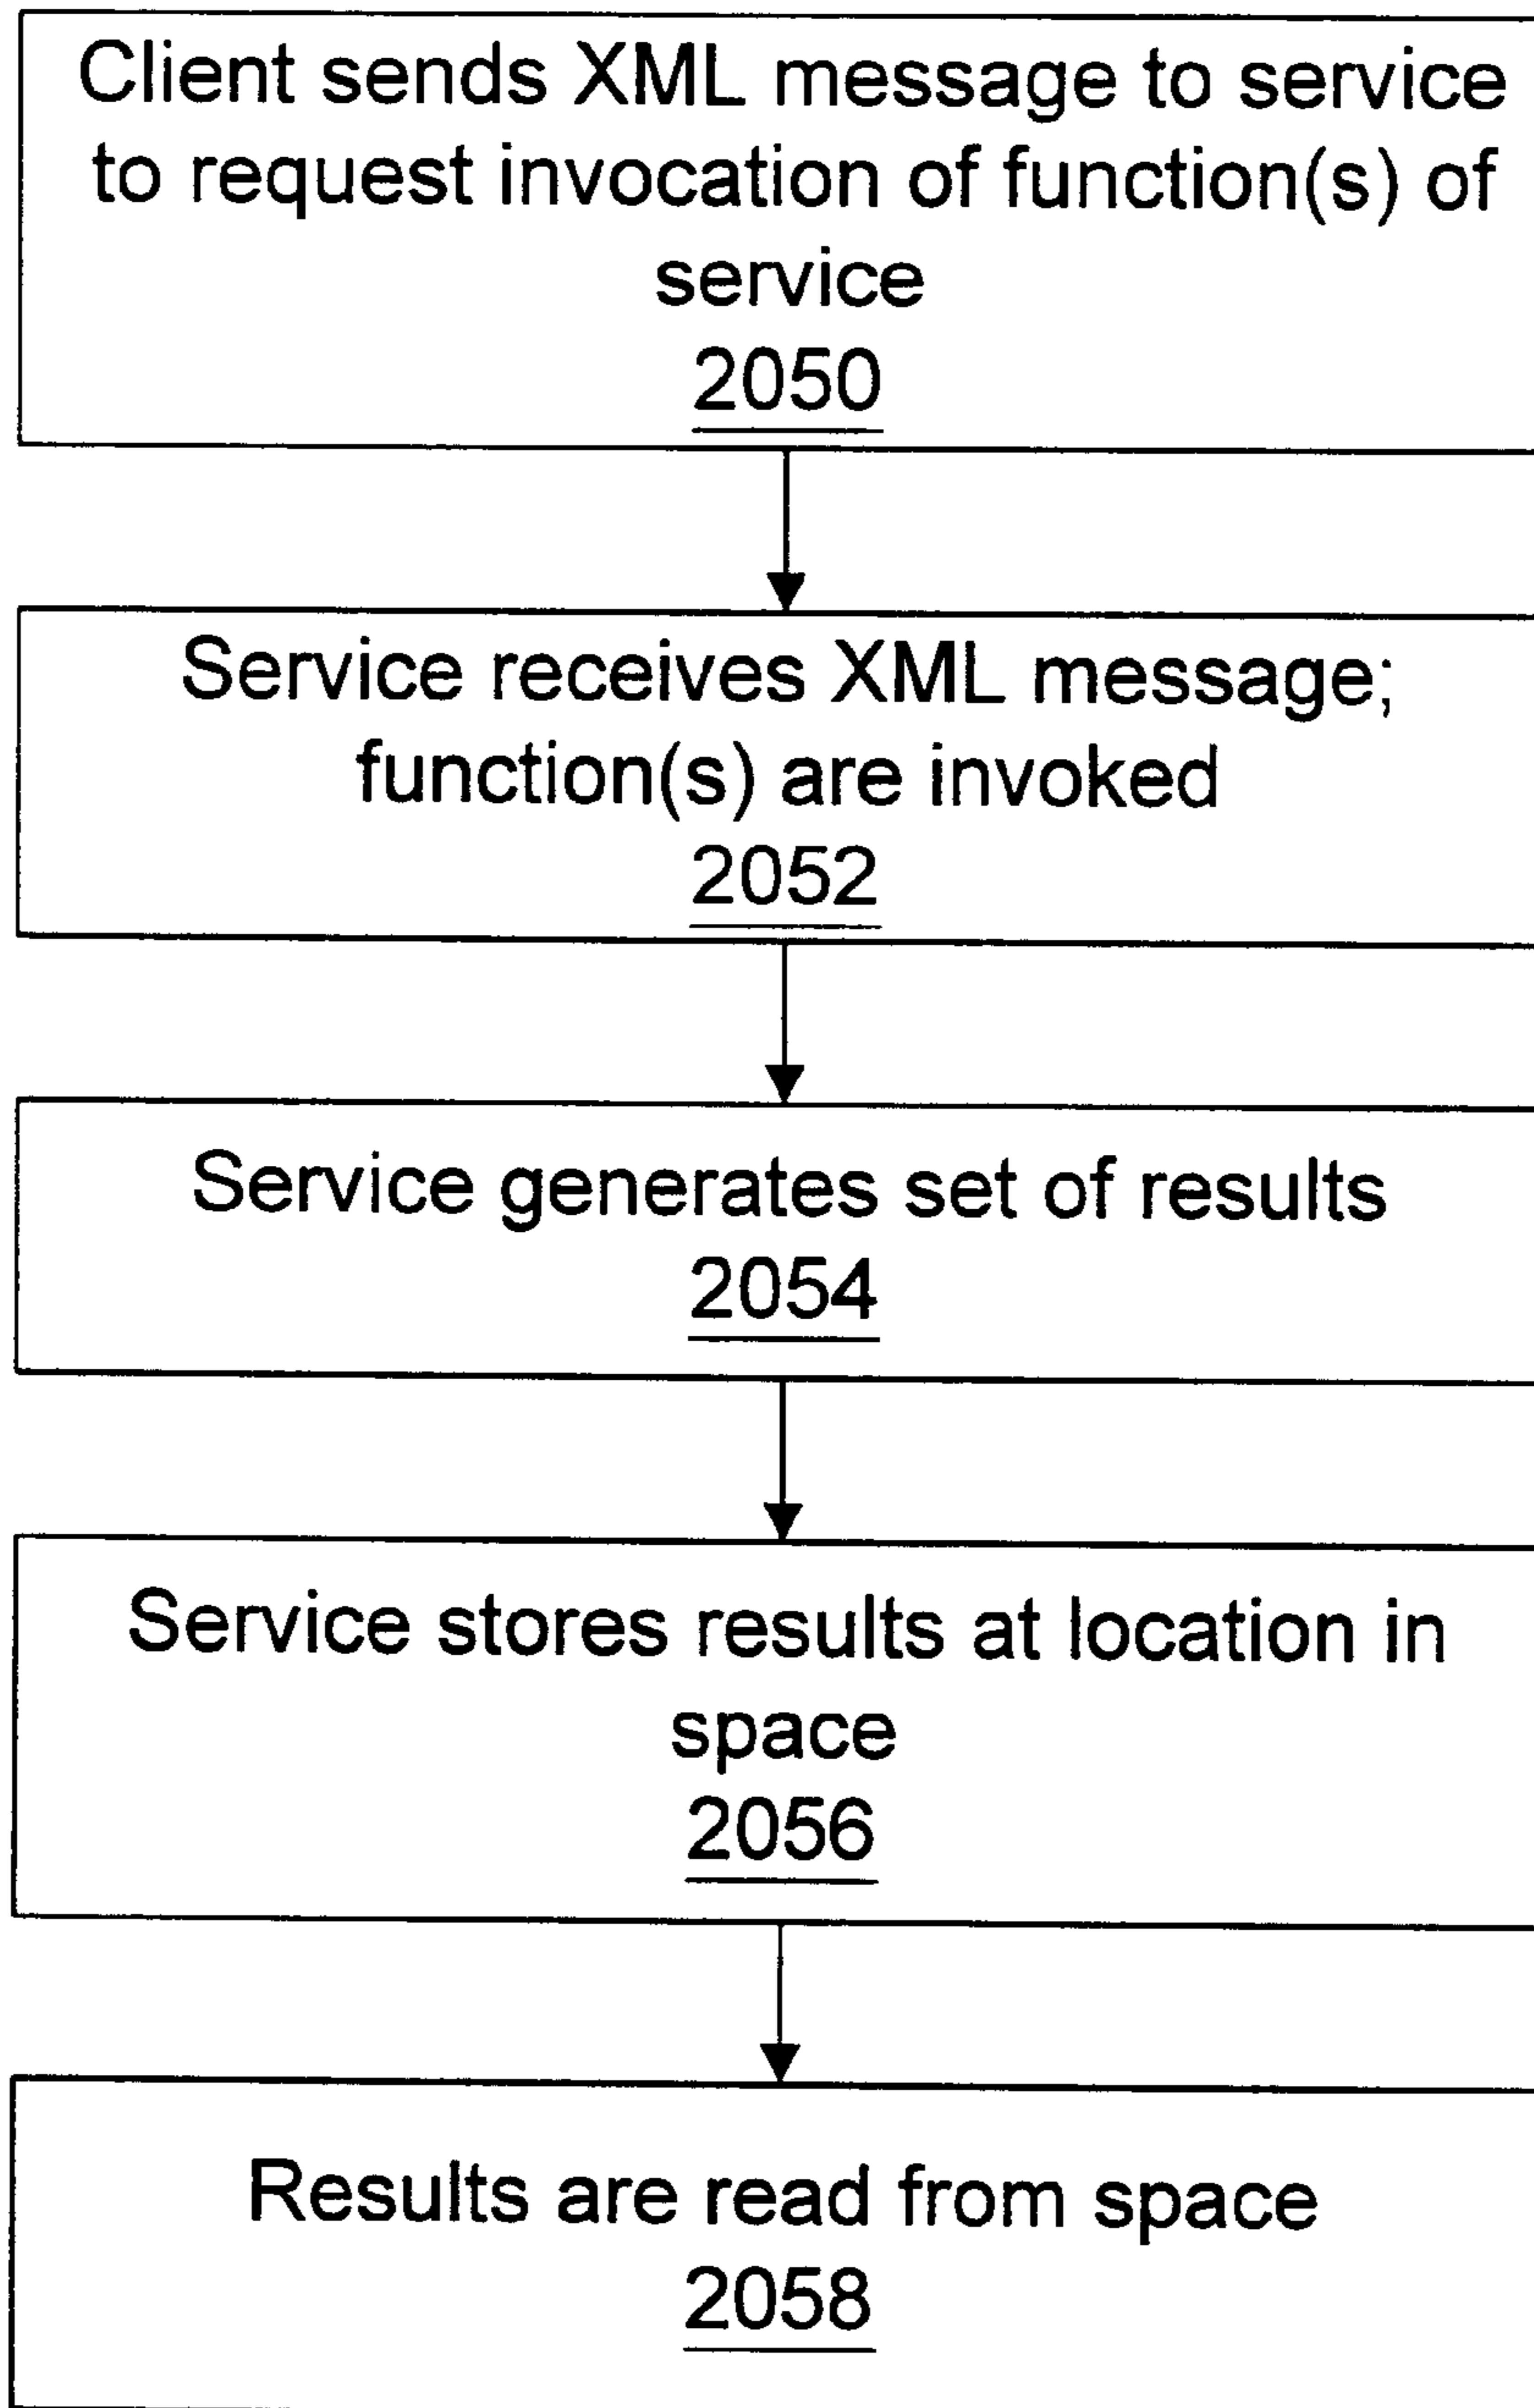 Client sends XML message to service
to request invocation of function(s) of
service
2050
Service receives XML message;
function(s) are invoked
2052
Service generates set of results
2054
Service stores results at location in
space
2056
Results are read from space
2058